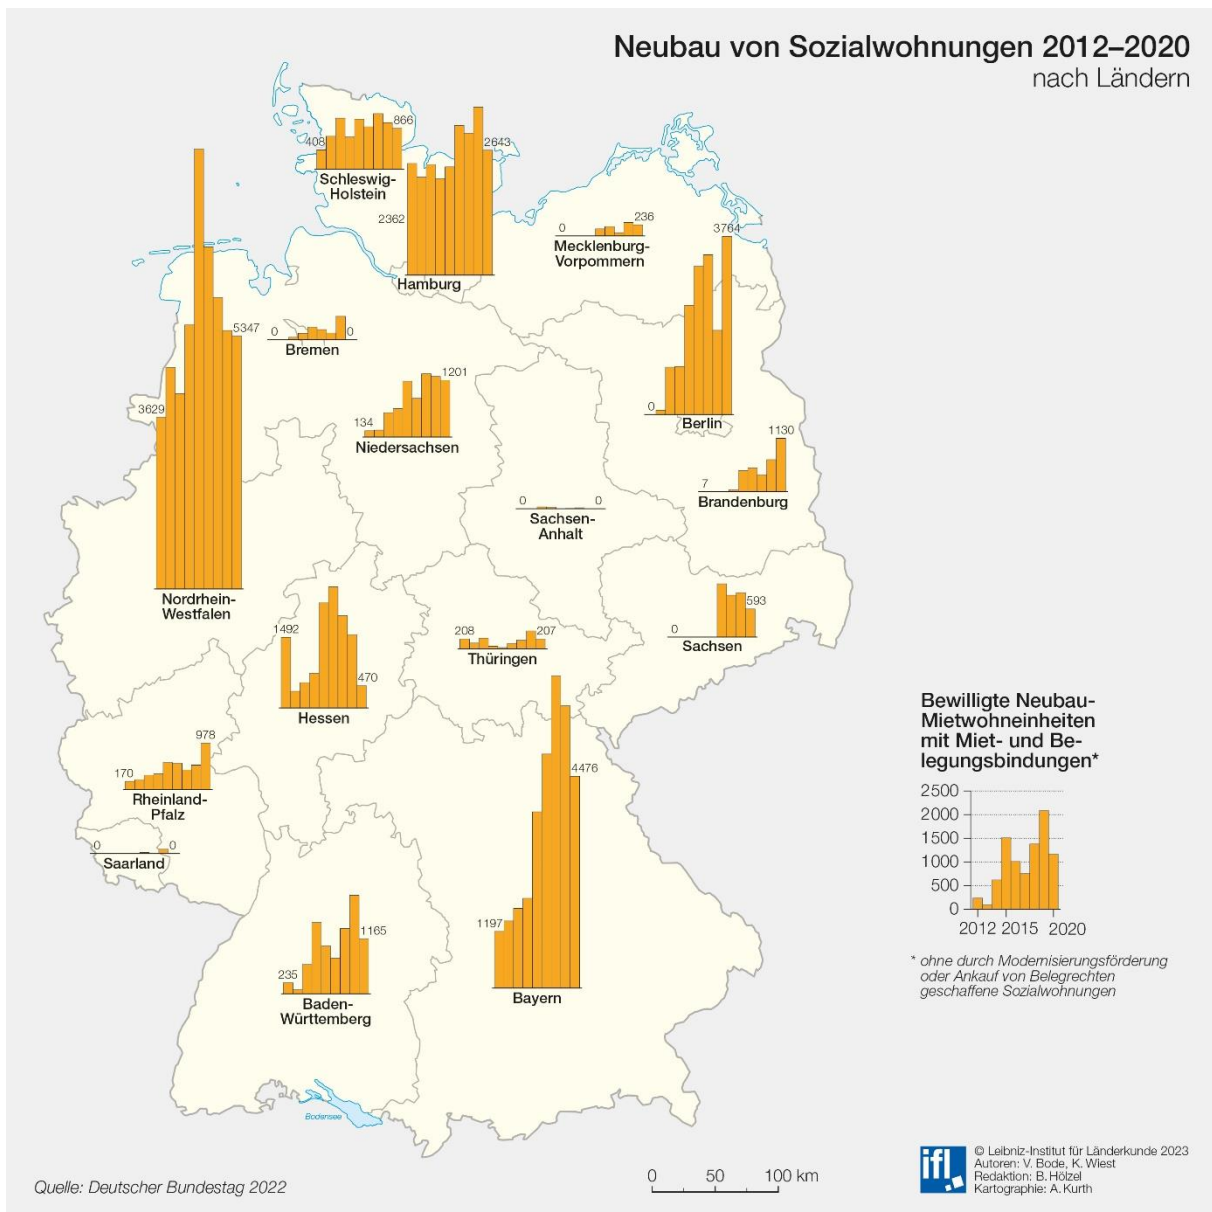 Neubau von Sozialwohnungen 2012–2020
nach Ländern
408
866
Schleswig-
Holstein
2362
2643
Hamburg
0
236
Mecklenburg-
Vorpommern
0
3764
Berlin
3629
5347
Nordrhein-
Westfalen
0
0
Bremen
134
1201
Niedersachsen
7
1130
Brandenburg
0
0
Sachsen-
Anhalt
0
593
Sachsen
1492
470
Hessen
208
207
Thüringen
170
978
Rheinland-
Pfalz
0
0
Saarland
235
1165
Baden-
Württemberg
1197
4476
Bayern
Bodensee
Bewilligte Neubau-
Mietwohneinheiten
mit Miet- und Be-
legungsbindungen*
2500
2000
1500
1000
500
0
2012 2015 2020
* ohne durch Modernisierungsförderung
oder Ankauf von Belegrechten
geschaffene Sozialwohnungen
Quelle: Deutscher Bundestag 2022
0 50 100 km
ifl
© Leibniz-Institut für Länderkunde 2023
Autoren: V. Bode, K. Wiest
Redaktion: B. Hölzel
Kartographie: A. Kurth